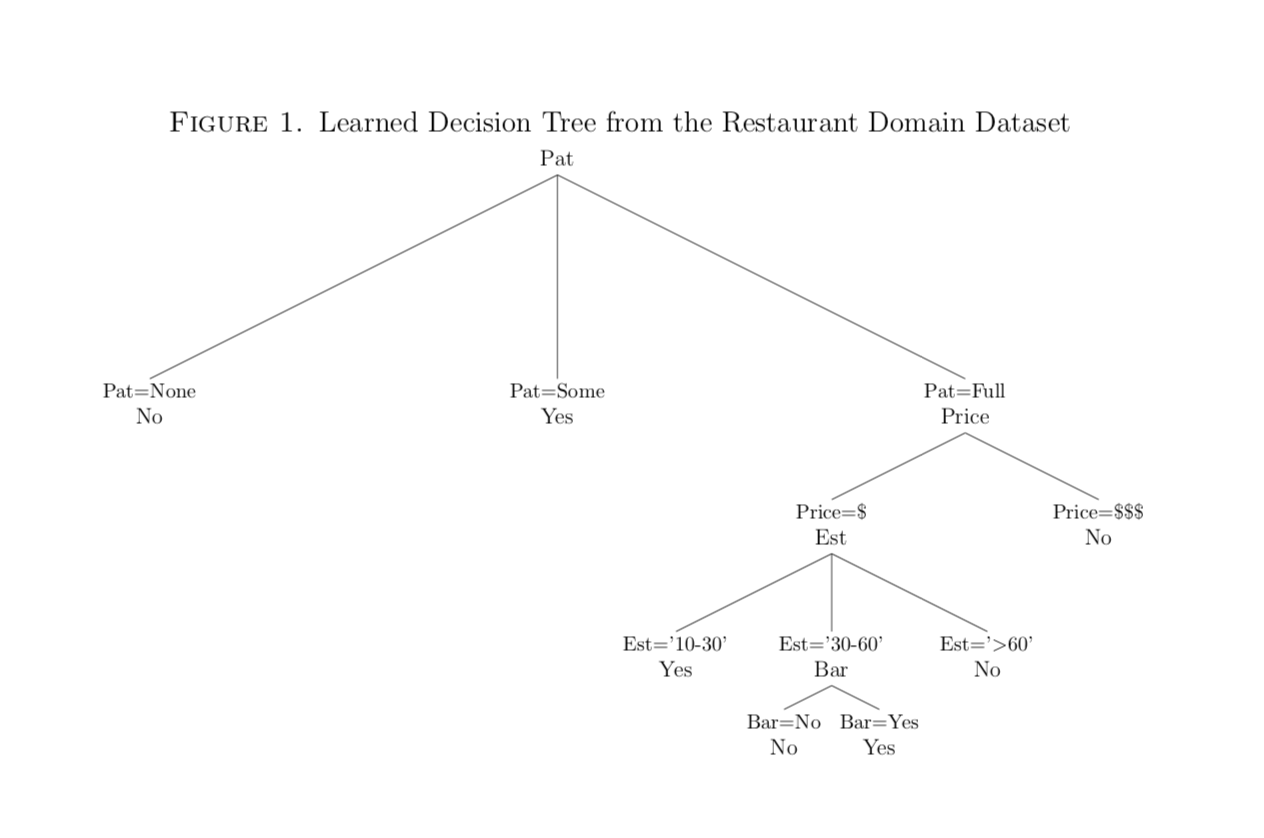 FIGURE 1. Learned Decision Tree from the Restaurant Domain Dataset
Pat
Pat=None
No
Pat=Some
Yes
Pat=Full
Price
Price=$
Est
Price=$$$
No
Est='10-30'
Yes
Est='30-60'
Bar
Est='>60'
No
Bar=No
No
Bar=Yes
Yes